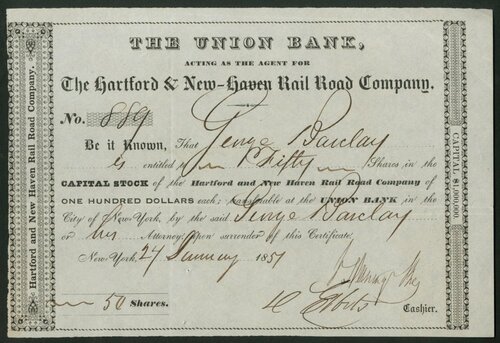 THE UNION BANK,
ACTING AS THE AGENT FOR
The Hartford & New-Haven Rail Road Company.
No. 889
Be it Known, That George Barclay
is entitled to Fifty Shares, in the
CAPITAL STOCK of the Hartford and New Haven Rail Road Company of
ONE HUNDRED DOLLARS each; transferable at the UNION BANK in the
City of New-York, by the said George Barclay
or his Attorney upon surrender of this Certificate.
New-York, 24 January 1851
50 Shares.
Cashier.
Hartford and New Haven Rail Road Company.
CAPITAL $1,000,000.